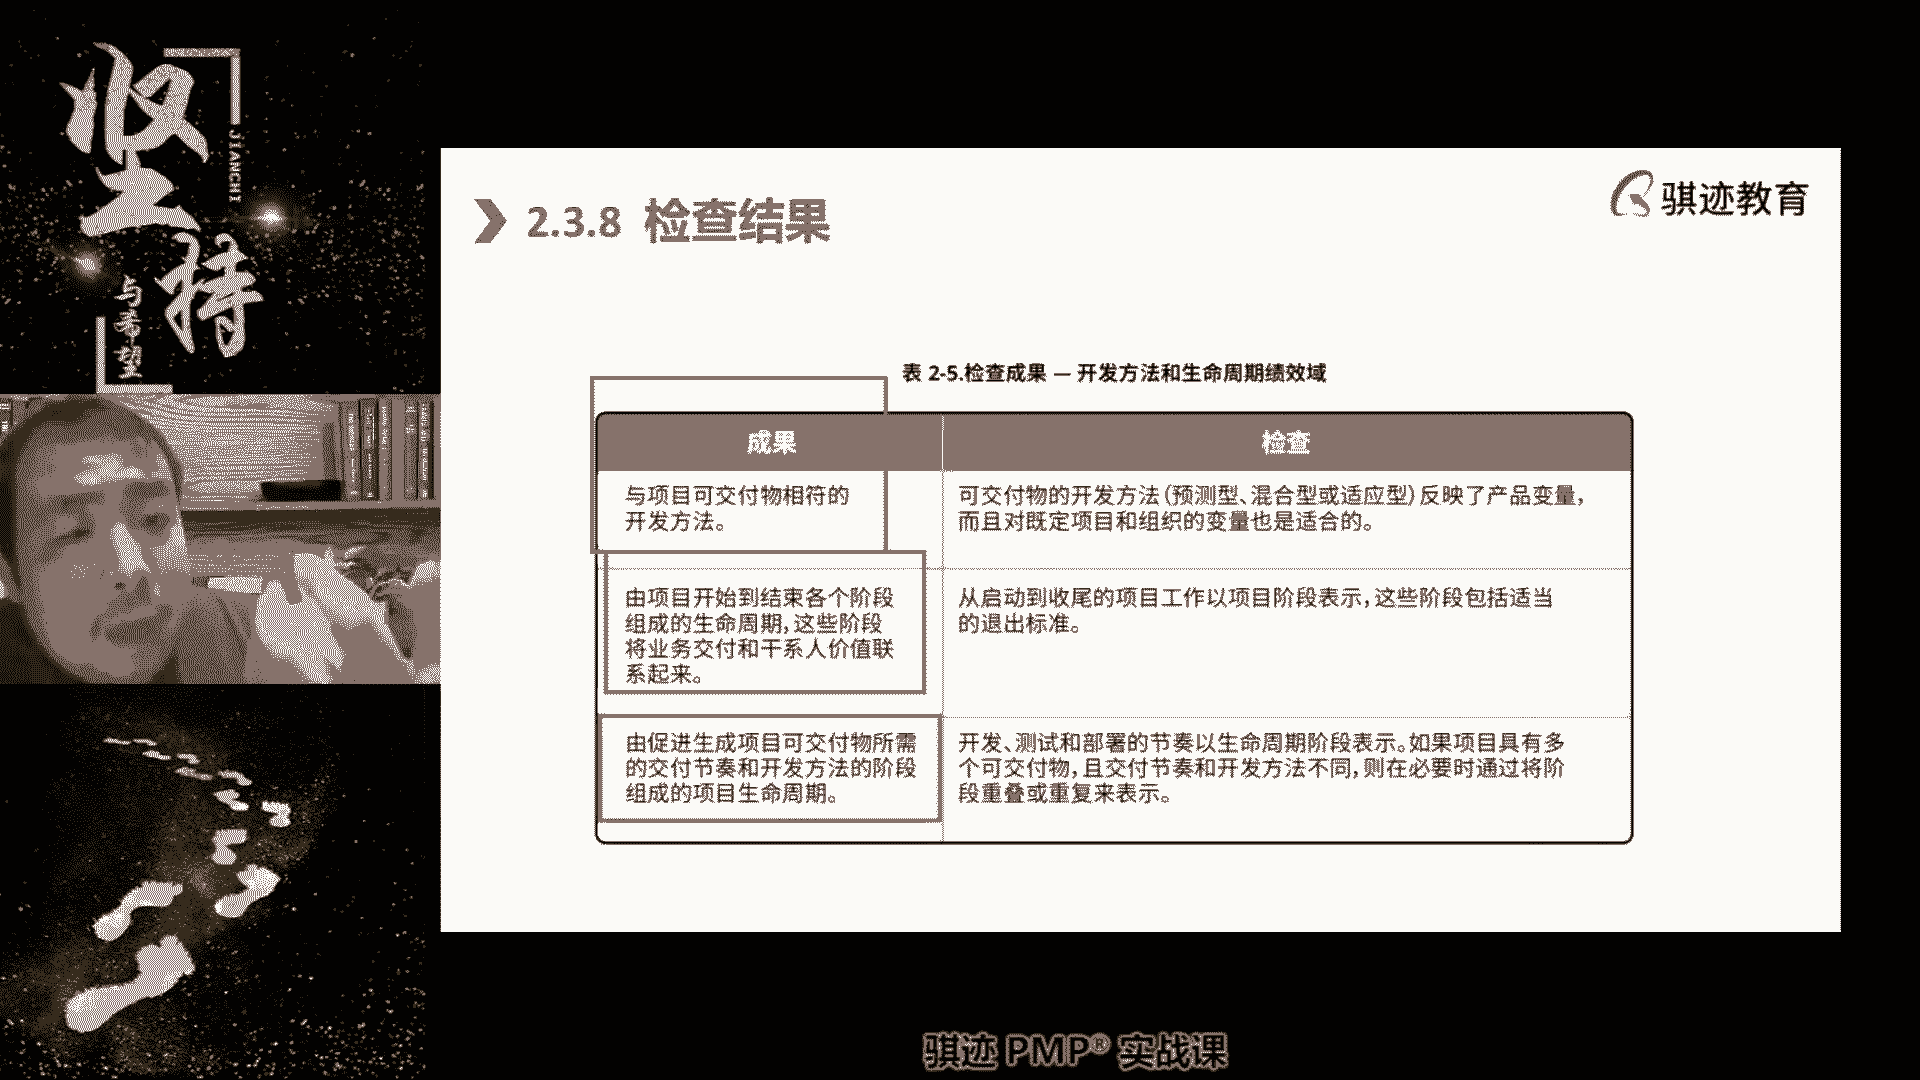 坚持
JIANCHI
与希望
2.3.8 检查结果
骐迹教育
表 2-5.检查成果 — 开发方法和生命周期绩效域
成果
检查
与项目可交付物相符的
开发方法。
可交付物的开发方法（预测型、混合型或适应型）反映了产品变量，
而且对既定项目和组织的变量也是适合的。
由项目开始到结束各个阶段
组成的生命周期，这些阶段
将业务交付和干系人价值联
系起来。
从启动到收尾的项目工作以项目阶段表示，这些阶段包括适当
的退出标准。
由促进生成项目可交付物所需
的交付节奏和开发方法的阶段
组成的项目生命周期。
开发、测试和部署的节奏以生命周期阶段表示。如果项目具有多
个可交付物，且交付节奏和开发方法不同，则在必要时通过将阶
段重叠或重复来表示。
骐迹 PMP® 实战课